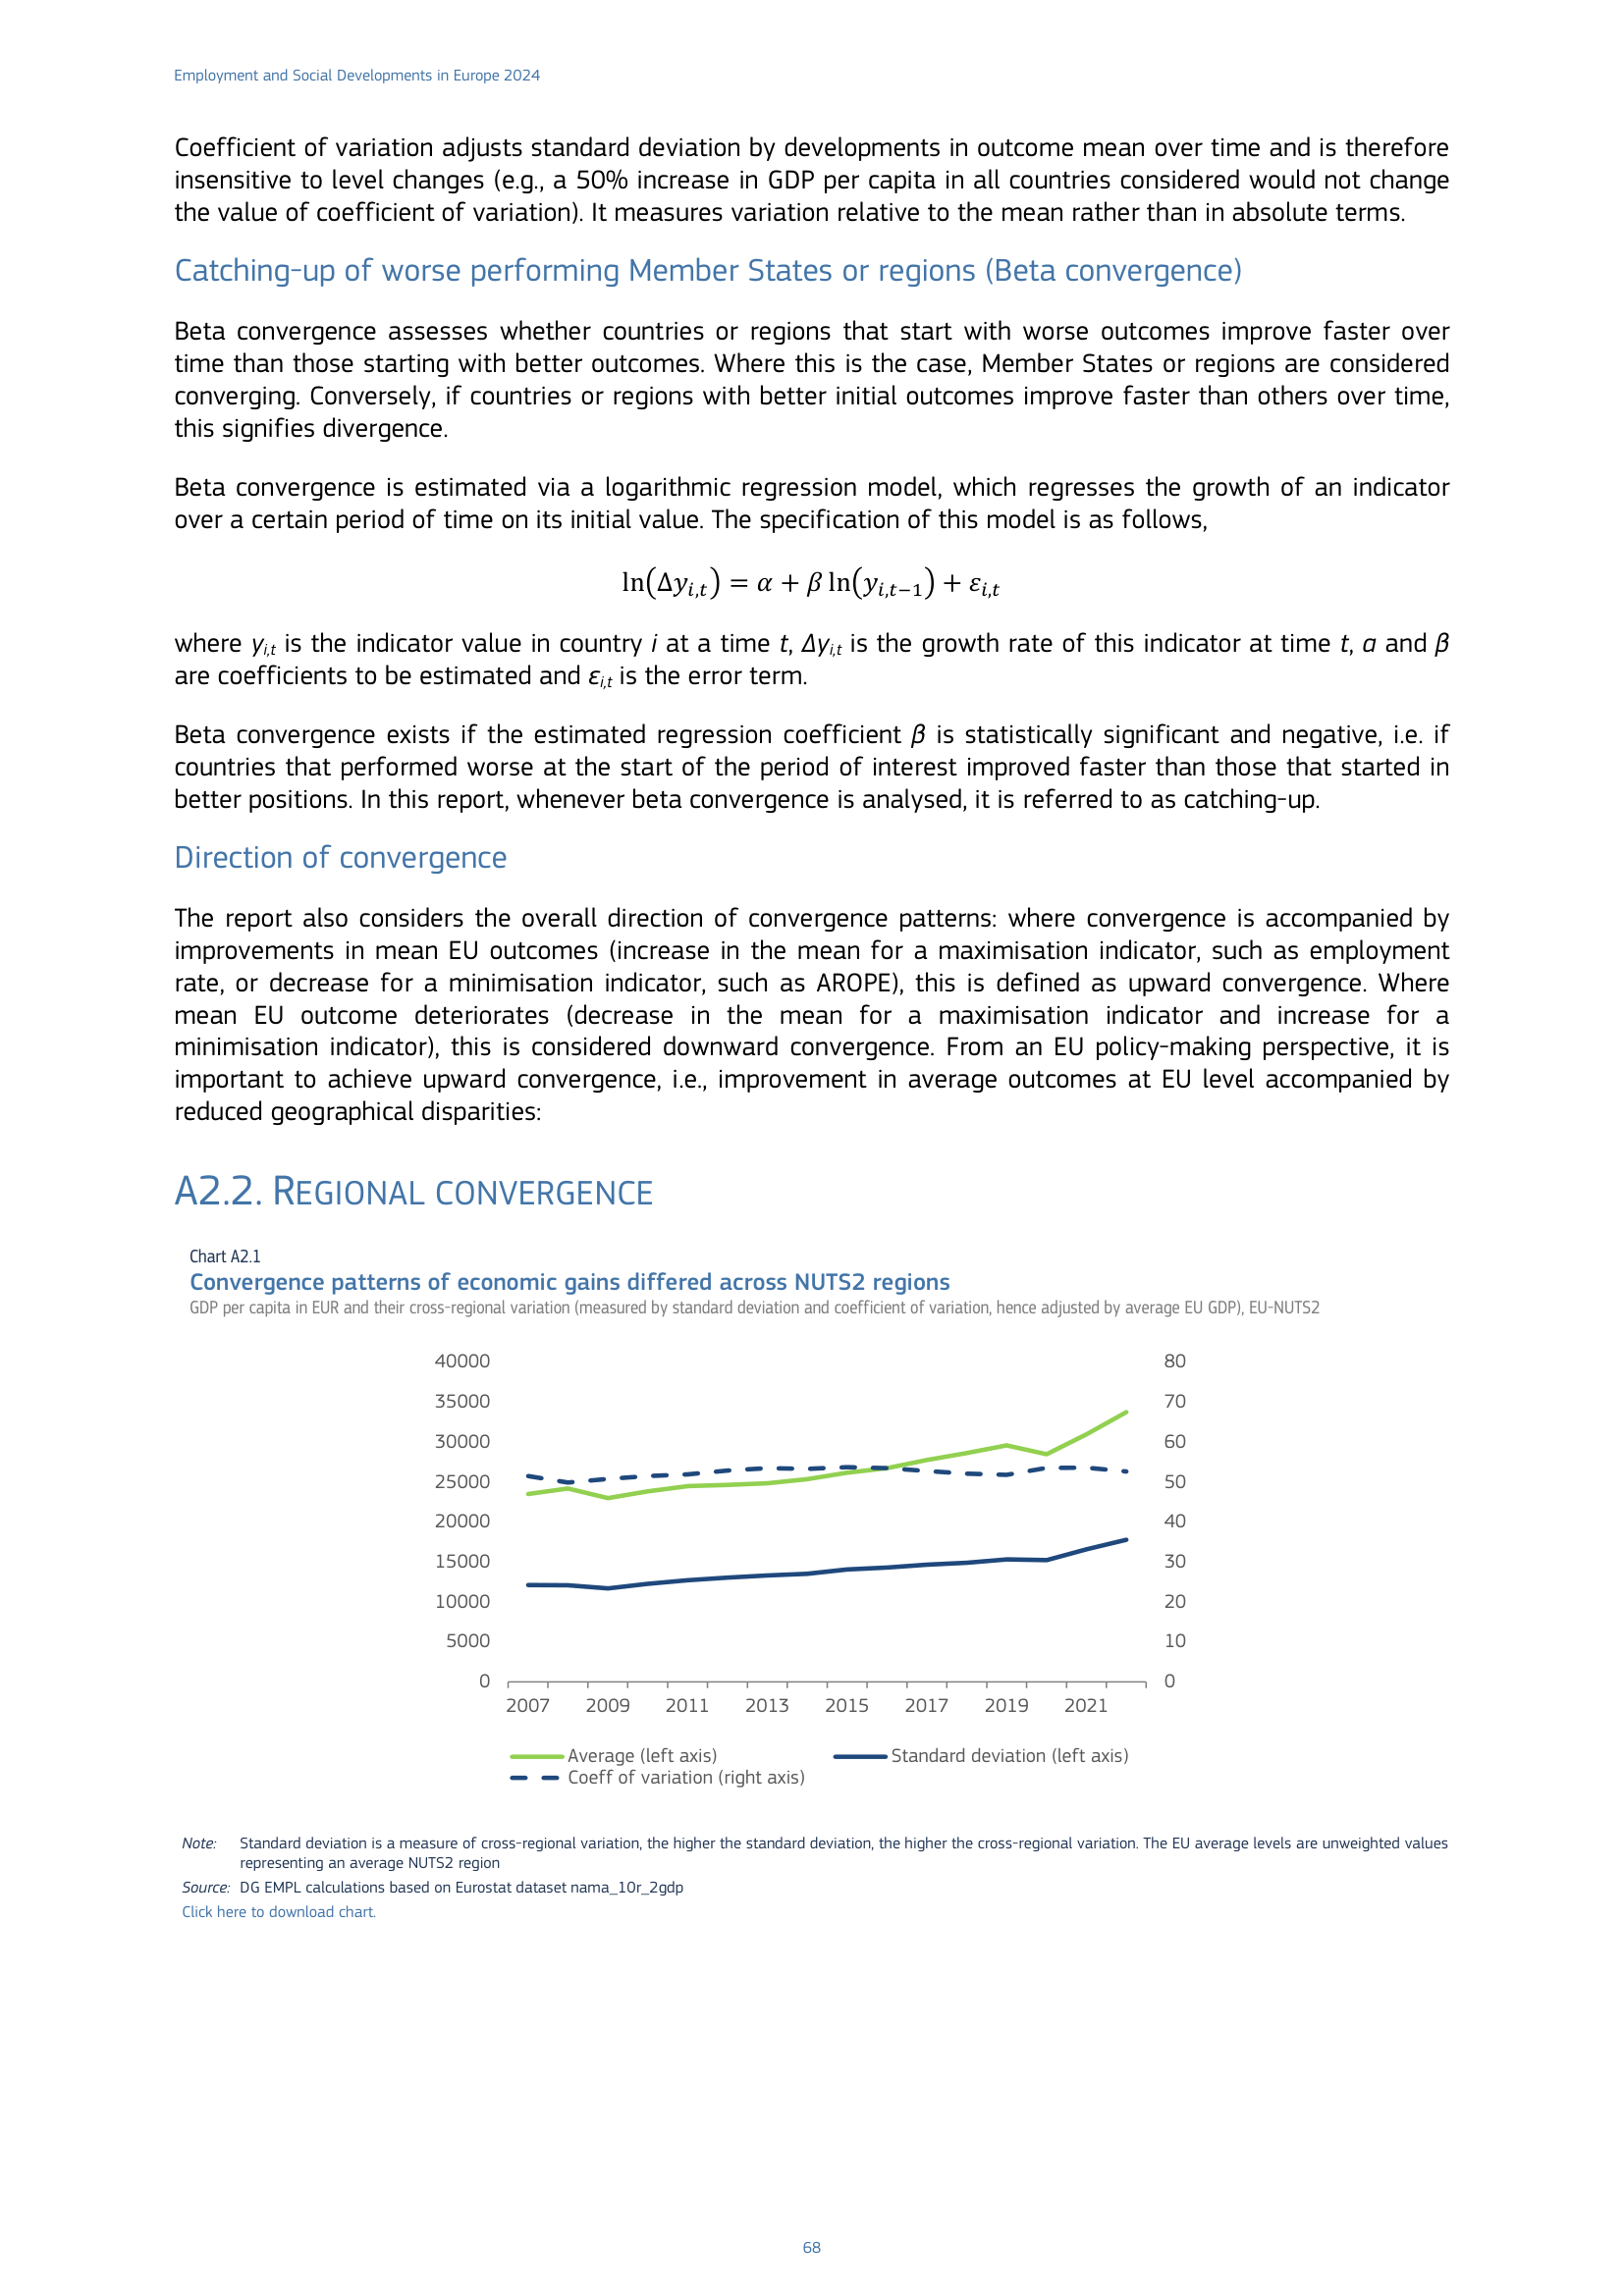 Employment and Social Developments in Europe 2024
Coefficient of variation adjusts standard deviation by developments in outcome mean over time and is therefore
insensitive to level changes (e.g., a 50% increase in GDP per capita in all countries considered would not change
the value of coefficient of variation). It measures variation relative to the mean rather than in absolute terms.
Catching-up of worse performing Member States or regions (Beta convergence)
Beta convergence assesses whether countries or regions that start with worse outcomes improve faster over
time than those starting with better outcomes. Where this is the case, Member States or regions are considered
converging. Conversely, if countries or regions with better initial outcomes improve faster than others over time,
this signifies divergence.
Beta convergence is estimated via a logarithmic regression model, which regresses the growth of an indicator
over a certain period of time on its initial value. The specification of this model is as follows,
ln(Δy_{i,t}) = α + β ln(y_{i,t−1}) + ε_{i,t}
where y_{i,t} is the indicator value in country i at a time t, Δy_{i,t} is the growth rate of this indicator at time t, α and β
are coefficients to be estimated and ε_{i,t} is the error term.
Beta convergence exists if the estimated regression coefficient β is statistically significant and negative, i.e. if
countries that performed worse at the start of the period of interest improved faster than those that started in
better positions. In this report, whenever beta convergence is analysed, it is referred to as catching-up.
Direction of convergence
The report also considers the overall direction of convergence patterns: where convergence is accompanied by
improvements in mean EU outcomes (increase in the mean for a maximisation indicator, such as employment
rate, or decrease for a minimisation indicator, such as AROPE), this is defined as upward convergence. Where
mean EU outcome deteriorates (decrease in the mean for a maximisation indicator and increase for a
minimisation indicator), this is considered downward convergence. From an EU policy-making perspective, it is
important to achieve upward convergence, i.e., improvement in average outcomes at EU level accompanied by
reduced geographical disparities:
A2.2. REGIONAL CONVERGENCE
Chart A2.1
Convergence patterns of economic gains differed across NUTS2 regions
GDP per capita in EUR and their cross-regional variation (measured by standard deviation and coefficient of variation, hence adjusted by average EU GDP), EU-NUTS2
40000 80
35000 70
30000 60
25000 50
20000 40
15000 30
10000 20
5000 10
0 0
2007 2009 2011 2013 2015 2017 2019 2021
Average (left axis) Standard deviation (left axis)
Coeff of variation (right axis)
Note: Standard deviation is a measure of cross-regional variation, the higher the standard deviation, the higher the cross-regional variation. The EU average levels are unweighted values
representing an average NUTS2 region
Source: DG EMPL calculations based on Eurostat dataset nama_10r_2gdp
Click here to download chart.
68